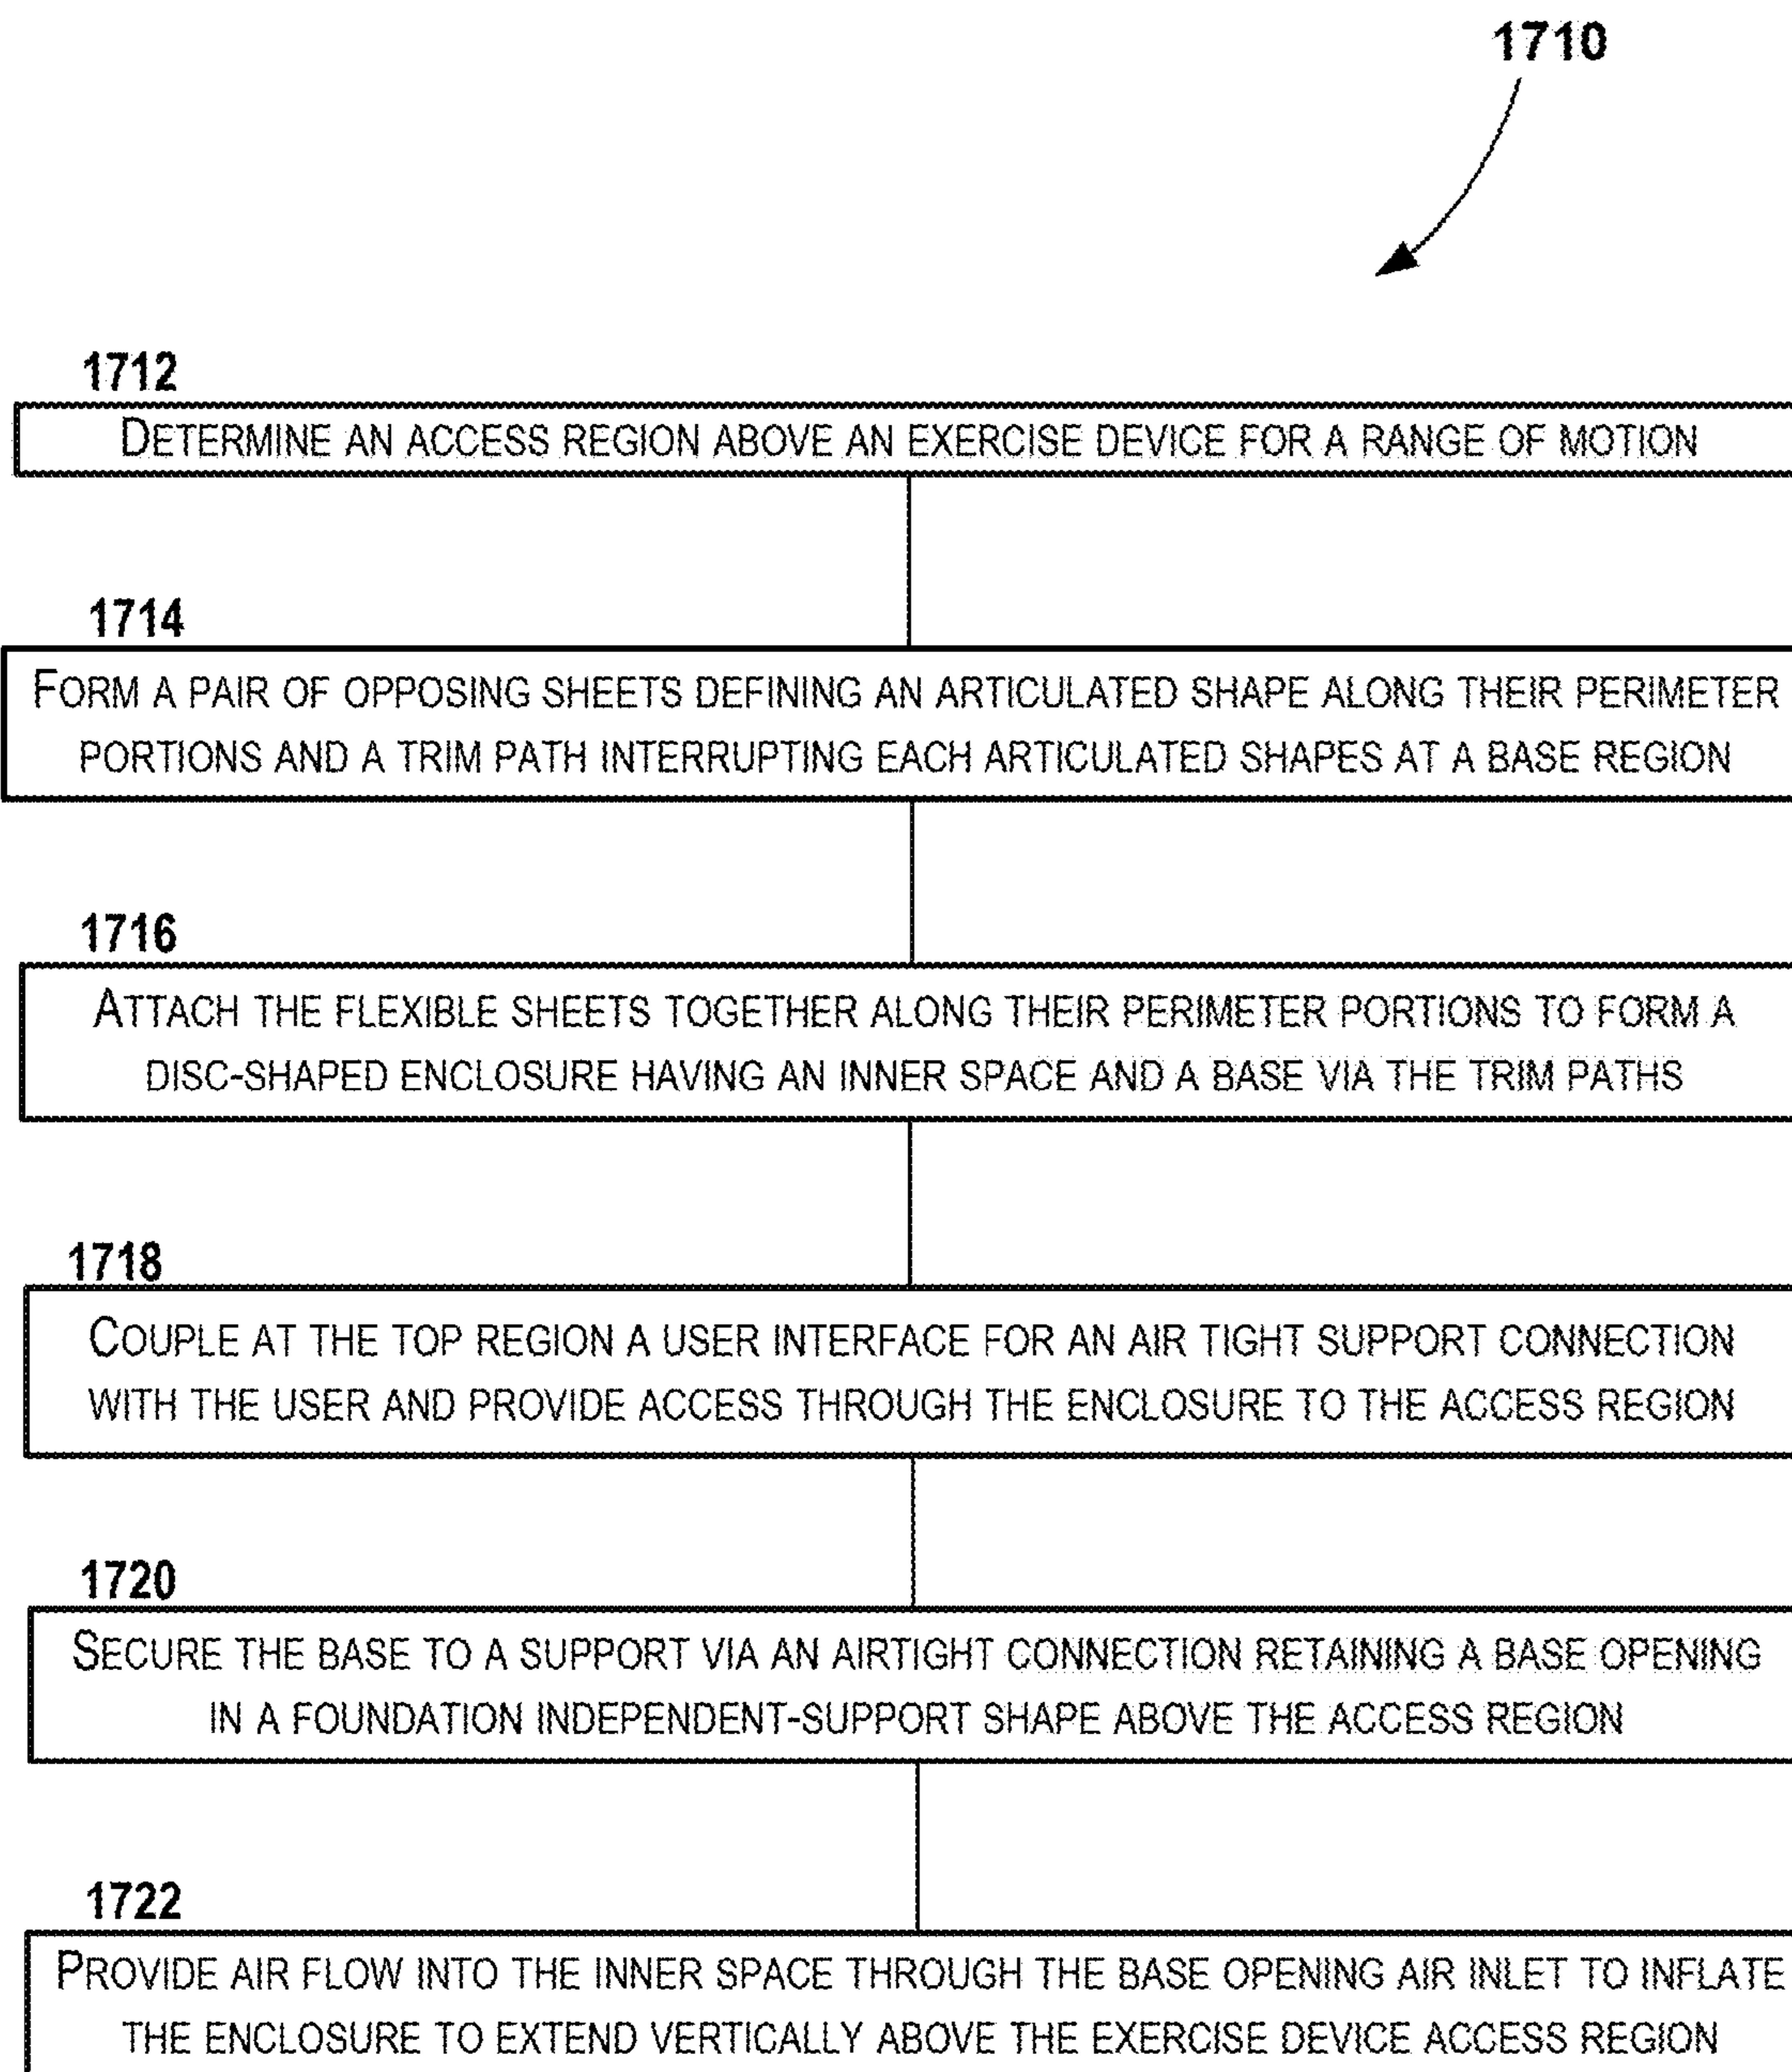 1710
1712
DETERMINE AN ACCESS REGION ABOVE AN EXERCISE DEVICE FOR A RANGE OF MOTION
1714
FORM A PAIR OF OPPOSING SHEETS DEFINING AN ARTICULATED SHAPE ALONG THEIR PERIMETER
PORTIONS AND A TRIM PATH INTERRUPTING EACH ARTICULATED SHAPES AT A BASE REGION
1716
ATTACH THE FLEXIBLE SHEETS TOGETHER ALONG THEIR PERIMETER PORTIONS TO FORM A
DISC-SHAPED ENCLOSURE HAVING AN INNER SPACE AND A BASE VIA THE TRIM PATHS
1718
COUPLE AT THE TOP REGION A USER INTERFACE FOR AN AIR TIGHT SUPPORT CONNECTION
WITH THE USER AND PROVIDE ACCESS THROUGH THE ENCLOSURE TO THE ACCESS REGION
1720
SECURE THE BASE TO A SUPPORT VIA AN AIRTIGHT CONNECTION RETAINING A BASE OPENING
IN A FOUNDATION INDEPENDENT-SUPPORT SHAPE ABOVE THE ACCESS REGION
1722
PROVIDE AIR FLOW INTO THE INNER SPACE THROUGH THE BASE OPENING AIR INLET TO INFLATE
THE ENCLOSURE TO EXTEND VERTICALLY ABOVE THE EXERCISE DEVICE ACCESS REGION